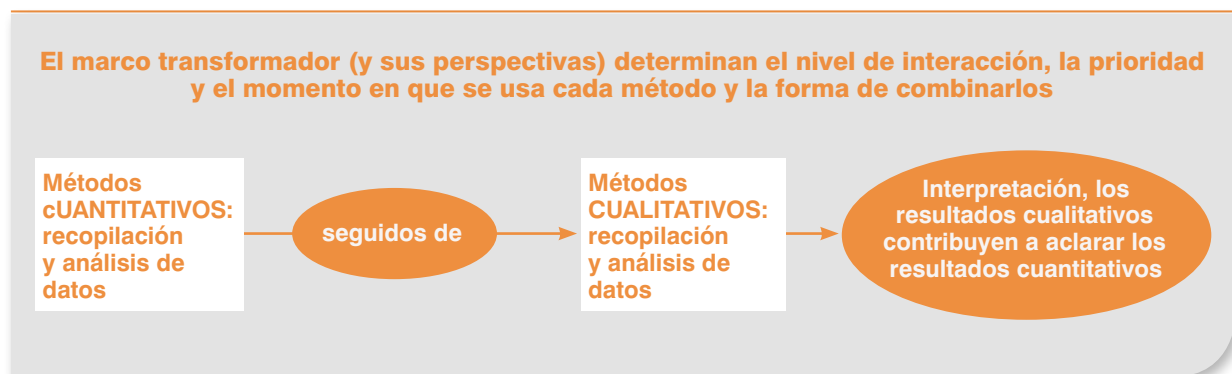 El marco transformador (y sus perspectivas) determinan el nivel de interacción, la prioridad
y el momento en que se usa cada método y la forma de combinarlos
Métodos
cUANTITATIVOS:
recopilación
y análisis de
datos
seguidos de
Métodos
CUALITATIVOS:
recopilación
y análisis de
datos
Interpretación, los
resultados cualitativos
contribuyen a aclarar los
resultados cuantitativos